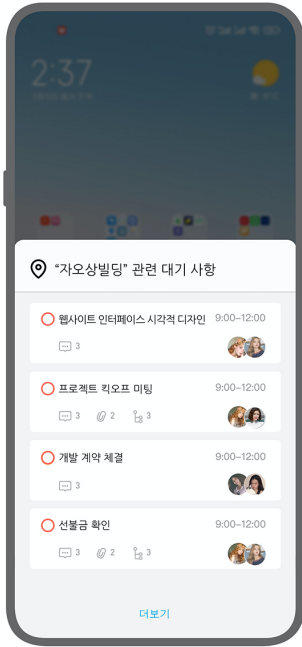 2:37
“자오상빌딩” 관련 대기 사항
웹사이트 인터페이스 시각적 디자인 9:00–12:00
3
프로젝트 킥오프 미팅 9:00–12:00
3 2 3
개발 계약 체결 9:00–12:00
3
선불금 확인 9:00–12:00
3 2 3
더보기